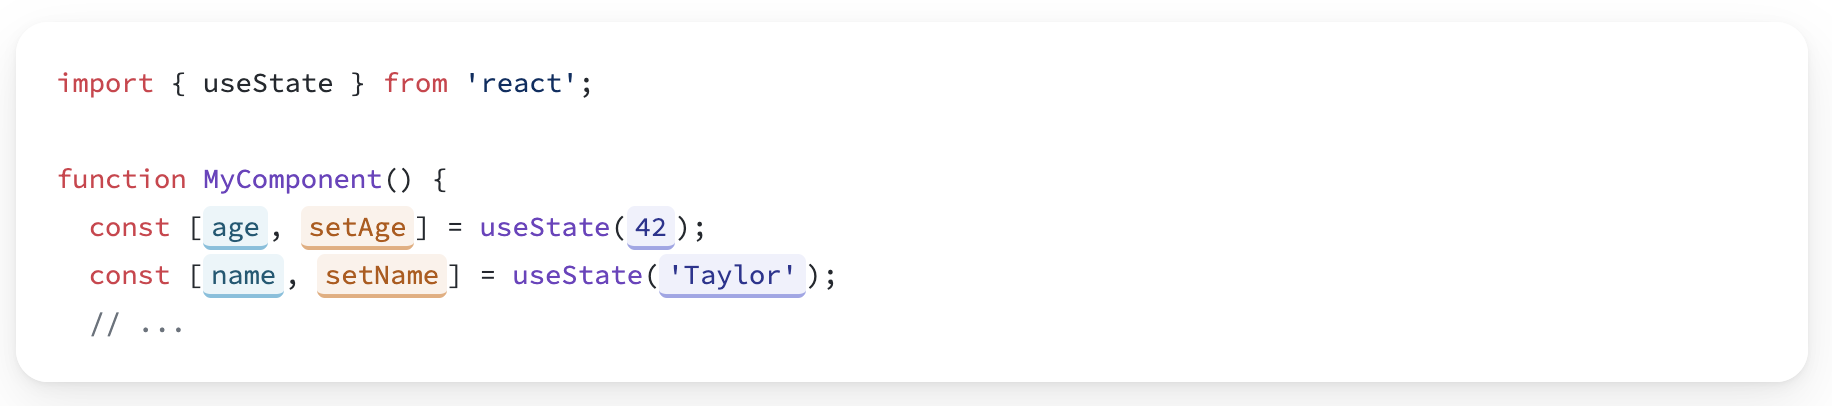 import { useState } from 'react';
function MyComponent() {
const [age, setAge] = useState(42);
const [name, setName] = useState('Taylor');
// ...